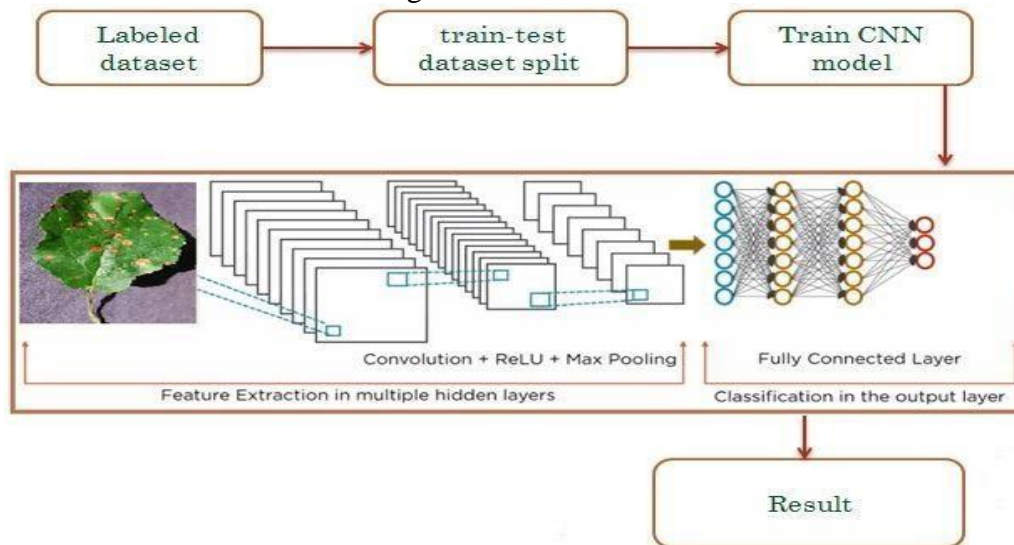 Labeled
dataset
train-test
dataset split
Train CNN
model
Convolution + ReLU + Max Pooling
Fully Connected Layer
Feature Extraction in multiple hidden layers
Classification in the output layer
Result